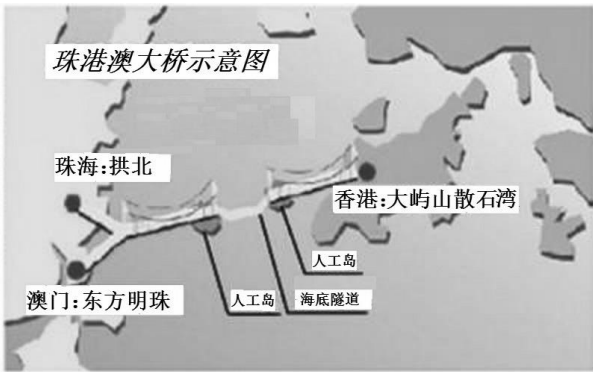 珠港澳大桥示意图
珠海:拱北
香港:大屿山散石湾
人工岛
澳门:东方明珠
人工岛
海底隧道